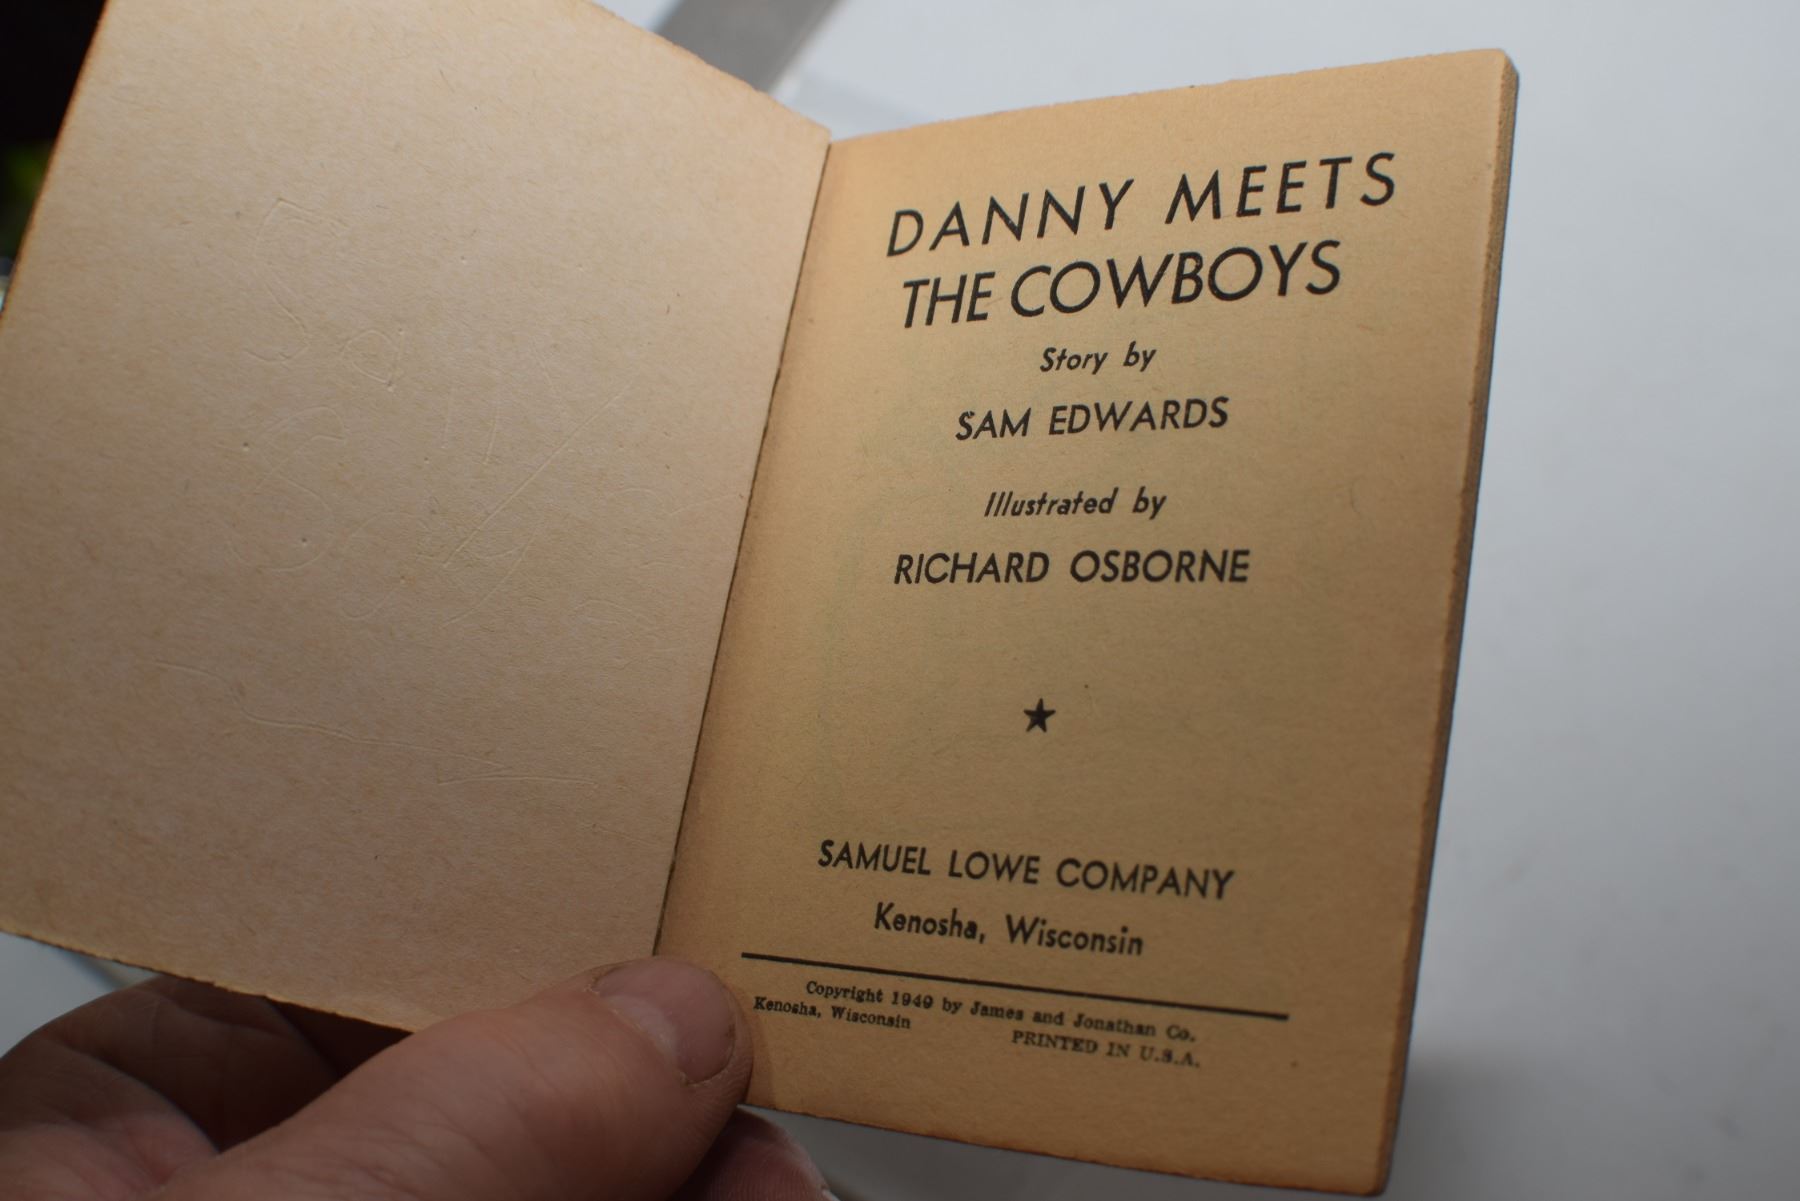 DANNY MEETS
THE COWBOYS
Story by
SAM EDWARDS
Illustrated by
RICHARD OSBORNE
SAMUEL LOWE COMPANY
Kenosha, Wisconsin
Copyright 1949 by James and Jonathan Co.
Kenosha, Wisconsin
PRINTED IN U.S.A.